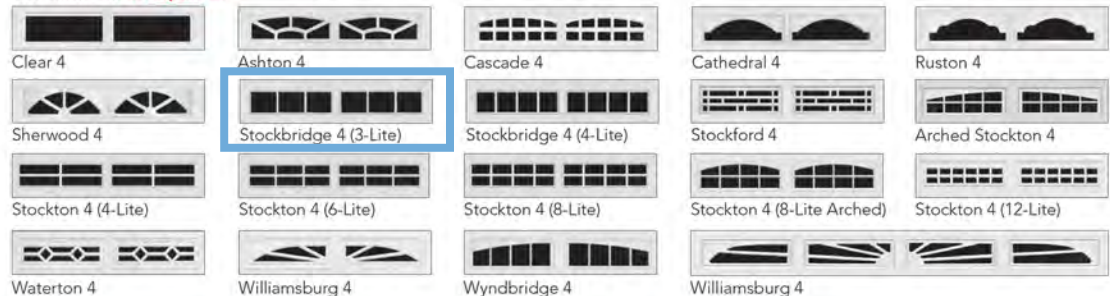 Clear 4
Ashton 4
Cascade 4
Cathedral 4
Ruston 4
Sherwood 4
Stockbridge 4 (3-Lite)
Stockbridge 4 (4-Lite)
Stockford 4
Arched Stockton 4
Stockton 4 (4-Lite)
Stockton 4 (6-Lite)
Stockton 4 (8-Lite)
Stockton 4 (8-Lite Arched)
Stockton 4 (12-Lite)
Waterton 4
Williamsburg 4
Wyndbridge 4
Williamsburg 4